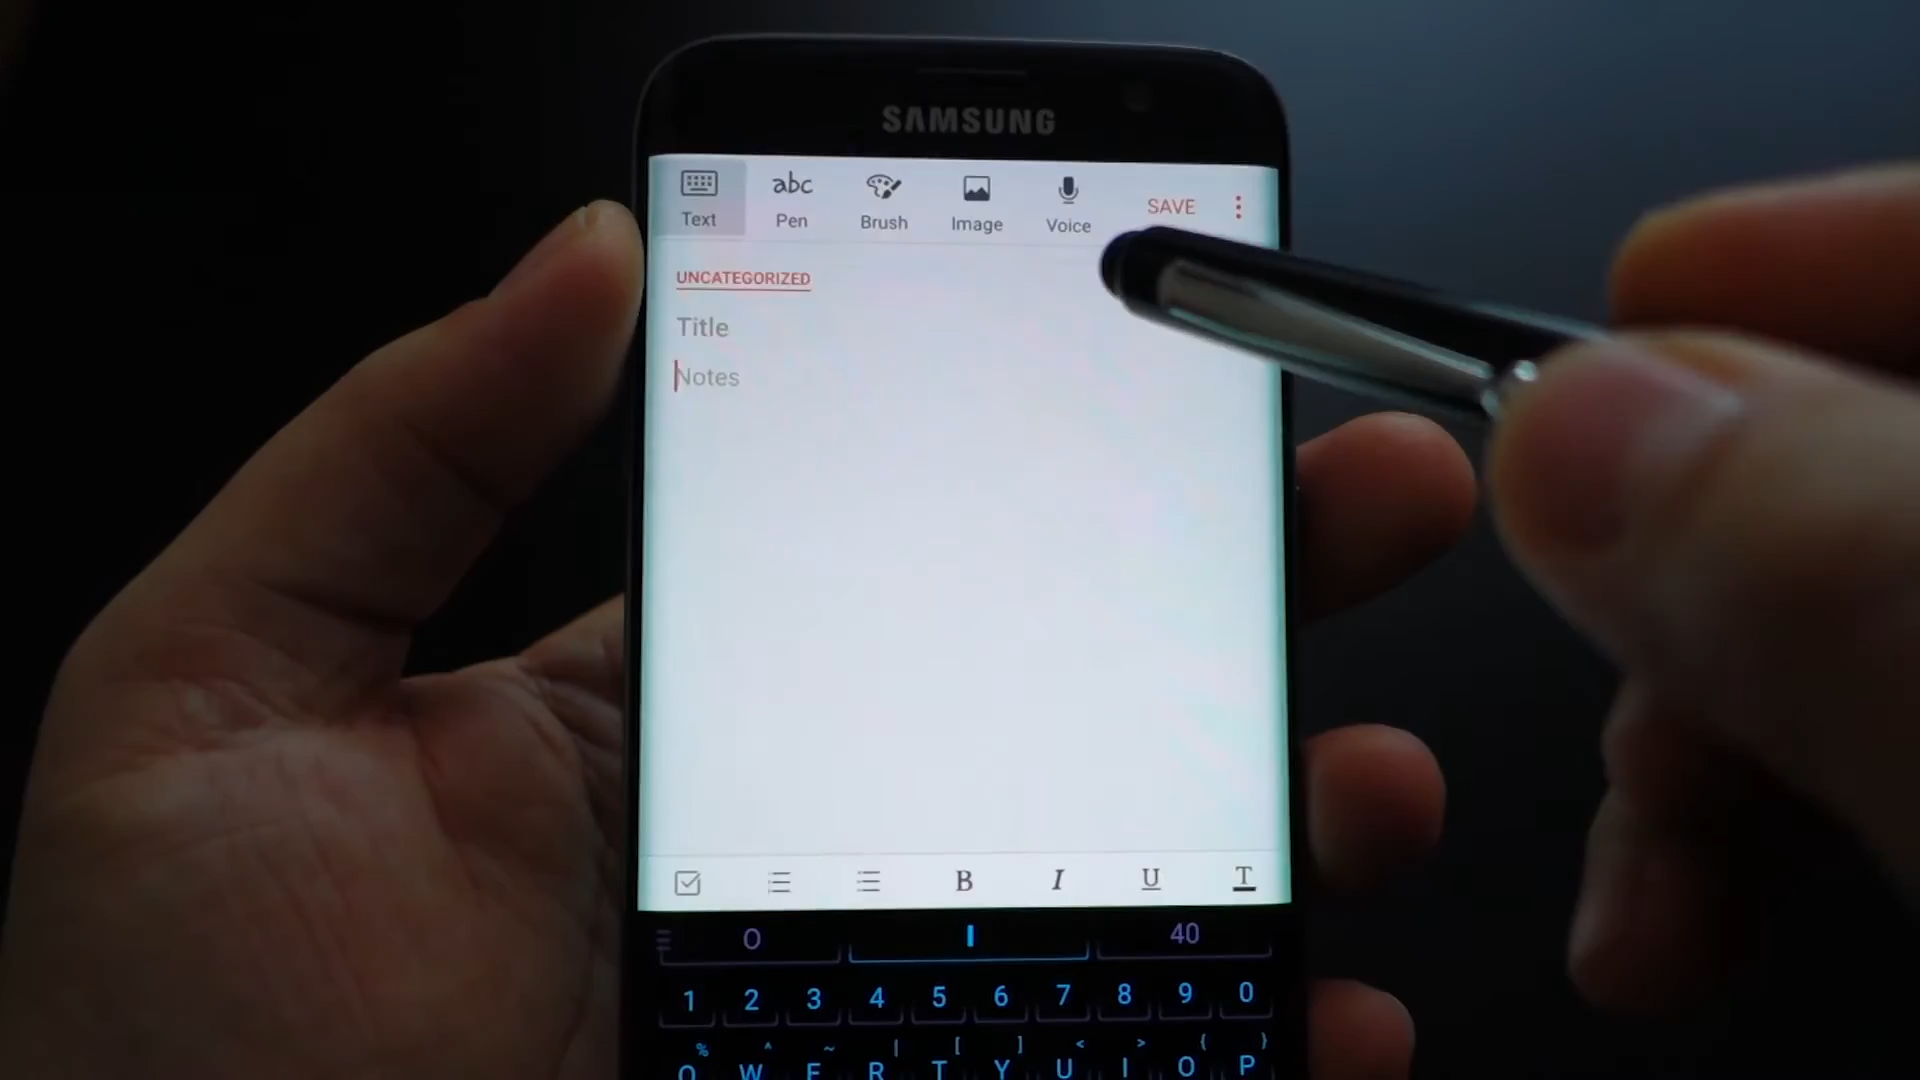 SAMSUNG
Text Pen Brush Image Voice SAVE
abc
UNCATEGORIZED
Title
Notes
B I U T
O I 40
1 2 3 4 5 6 7 8 9 0
% ^ ~ | [ ] < > { }
Q W E R T Y U I O P